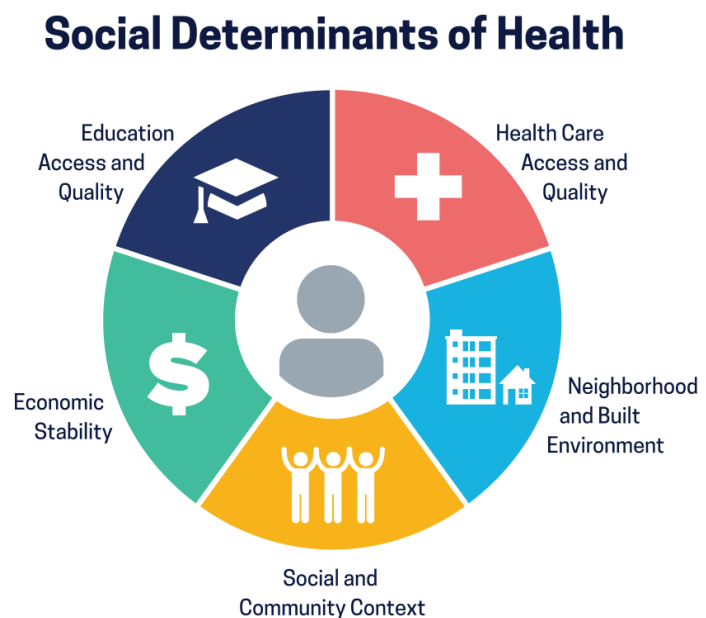 Social Determinants of Health
Education
Access and
Quality
Health Care
Access and
Quality
Economic
Stability
Neighborhood
and Built
Environment
$
Social and
Community Context